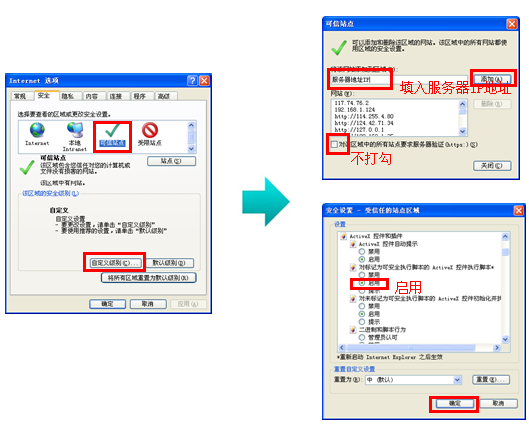 Internet 选项
常规
安全
隐私
内容
连接
程序
高级
选择要查看的区域或更改安全设置。
Internet
本地
Intranet
可信站点
受限站点
可信站点
该区域包含您信任对您的计算机或
文件没有损害的网站。
该区域中有网站。
站点(S)
该区域的安全级别(L)
自定义
自定义设置
- 要更改设置,请单击“自定义级别”
- 要使用推荐的设置,请单击“默认级别”
自定义级别(C)...
默认级别(D)
将所有区域重置为默认级别(R)
确定
取消
应用(A)
可信站点
可以添加和删除该区域的网站。该区域中的所有网站都使
用区域的安全设置。
服务器地址IP
添加(A)
填入服务器IP地址
网站(W):
117.74.76.2
192.168.1.124
http://114.255.4.80
http://124.42.71.34
http://127.0.0.1
删除(R)
对该区域中的所有站点要求服务器验证(https:)(S)
不打勾
关闭(C)
安全设置 - 受信任的站点区域
设置
ActiveX 控件和插件
ActiveX 控件自动提示
禁用
启用
对标记为可安全执行脚本的 ActiveX 控件执行脚本*
禁用
启用
提示
启用
对未标记为可安全执行脚本的 ActiveX 控件初始化并执
禁用
启用
提示
二进制和脚本行为
管理员认可
*重新启动 Internet Explorer 之后生效
重置自定义设置
重置为(R):
中 (默认)
重置(E)...
确定
取消